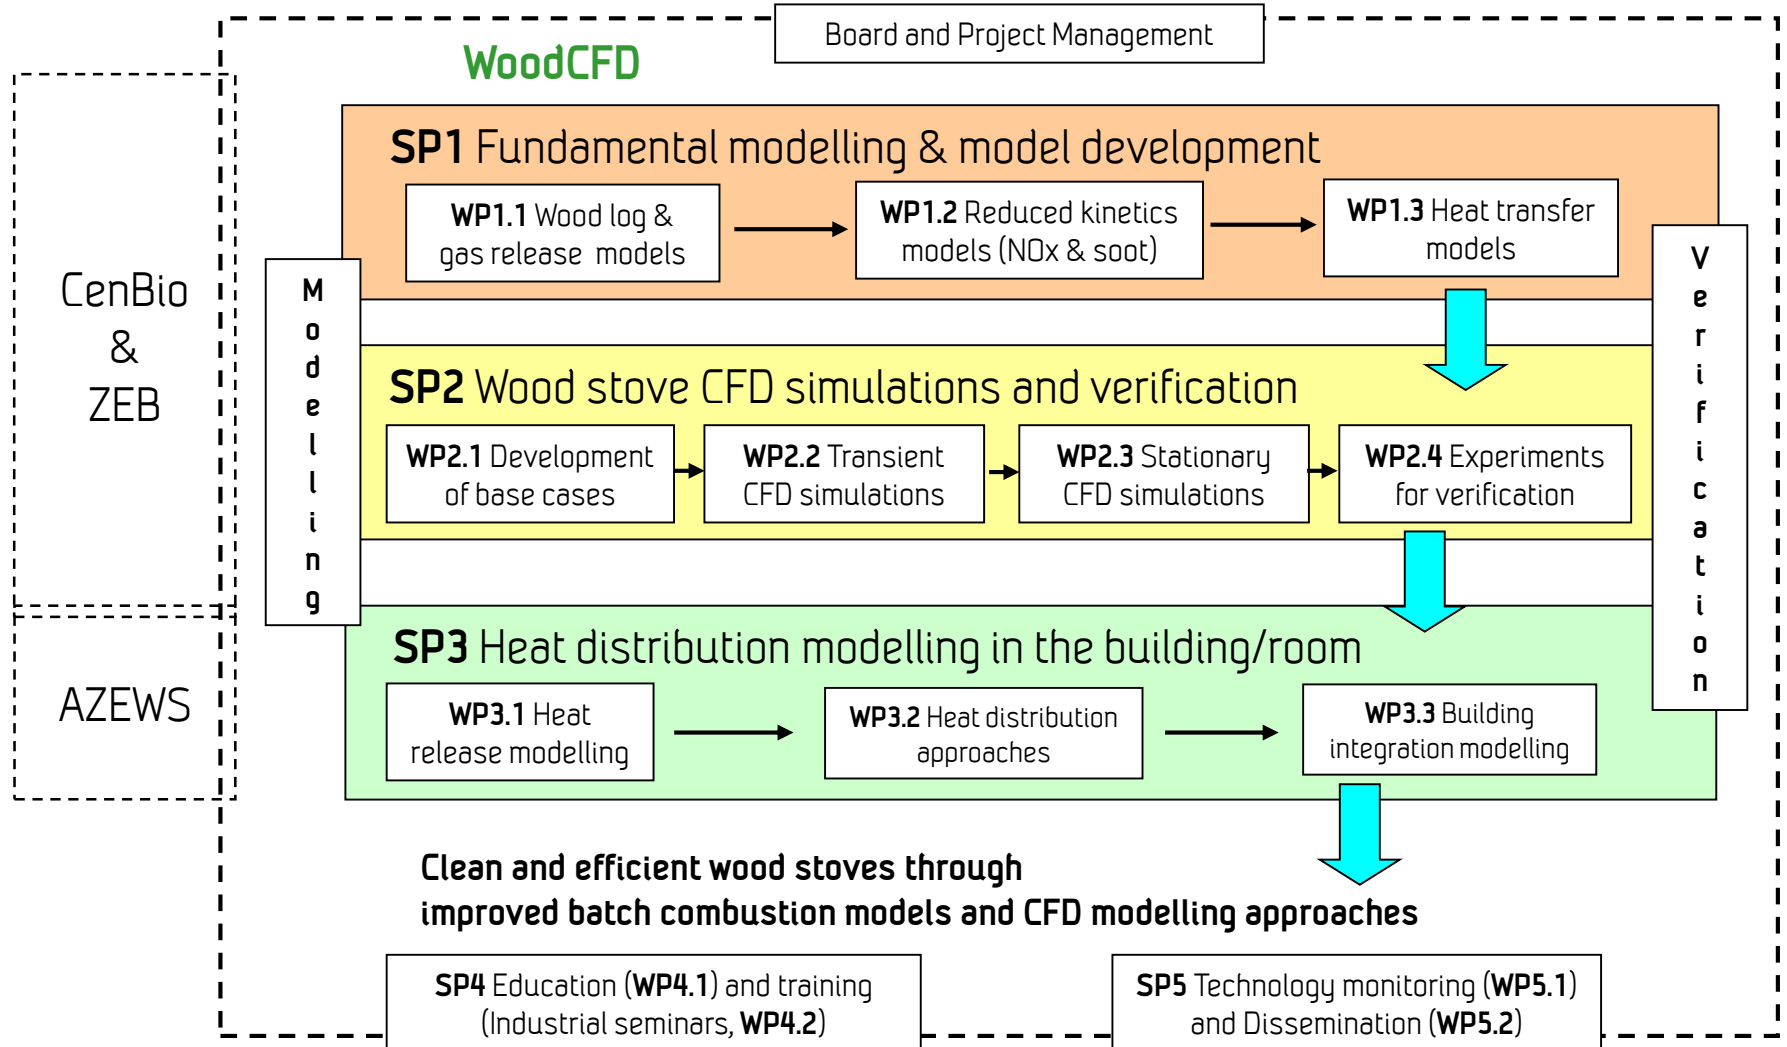 Board and Project Management
WoodCFD
CenBio
&
ZEB
AZEWS
Modelling
Verification
SP1 Fundamental modelling & model development
WP1.1 Wood log &
gas release models
WP1.2 Reduced kinetics
models (NOx & soot)
WP1.3 Heat transfer
models
SP2 Wood stove CFD simulations and verification
WP2.1 Development
of base cases
WP2.2 Transient
CFD simulations
WP2.3 Stationary
CFD simulations
WP2.4 Experiments
for verification
SP3 Heat distribution modelling in the building/room
WP3.1 Heat
release modelling
WP3.2 Heat distribution
approaches
WP3.3 Building
integration modelling
Clean and efficient wood stoves through
improved batch combustion models and CFD modelling approaches
SP4 Education (WP4.1) and training
(Industrial seminars, WP4.2)
SP5 Technology monitoring (WP5.1)
and Dissemination (WP5.2)